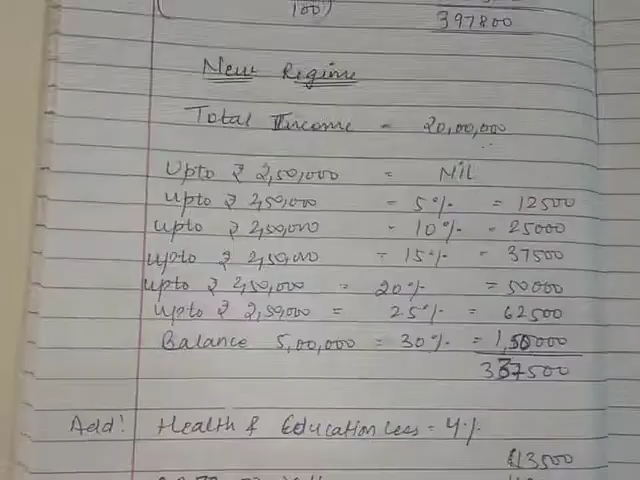 100) 397800
New Regime
Total Income = 20,00,000
Upto ₹ 2,50,000 = Nil
upto ₹ 2,50,000 = 5% = 12500
upto ₹ 2,50,000 = 10% = 25000
upto ₹ 2,50,000 = 15% = 37500
upto ₹ 2,50,000 = 20% = 50000
upto ₹ 2,50,000 = 25% = 62500
Balance 5,00,000 = 30% = 1,50000
337500
Add! Health & Education Cess = 4%
13500